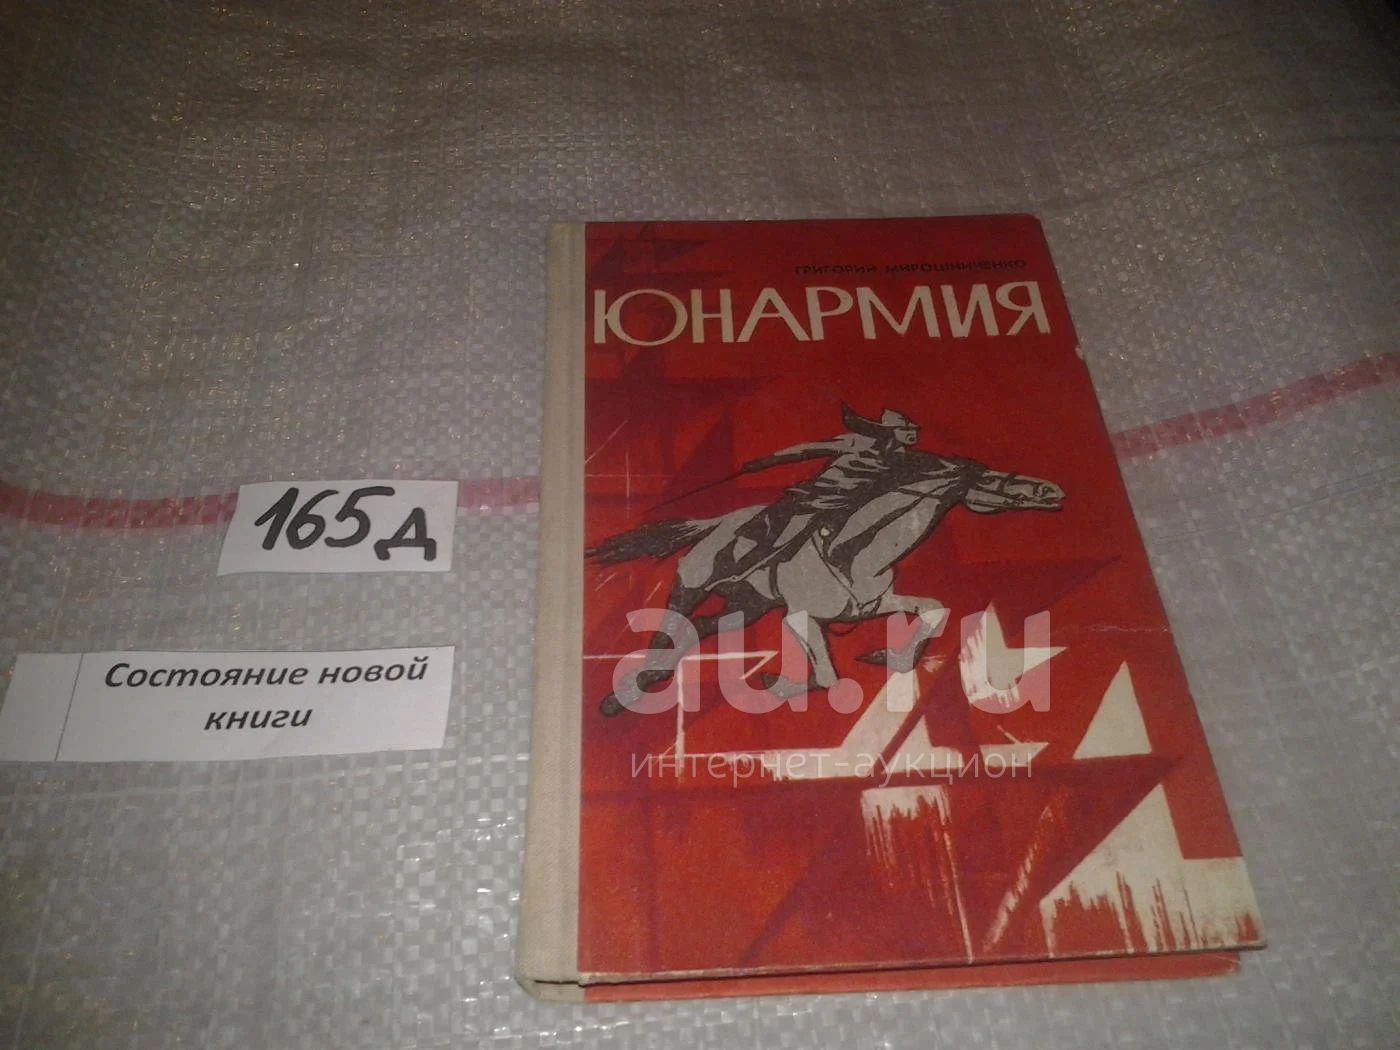 ГРИГОРИЙ МИРОШНИЧЕНКО
ЮНАРМИЯ
165д
Состояние новой
книги
au.ru
интернет-аукцион